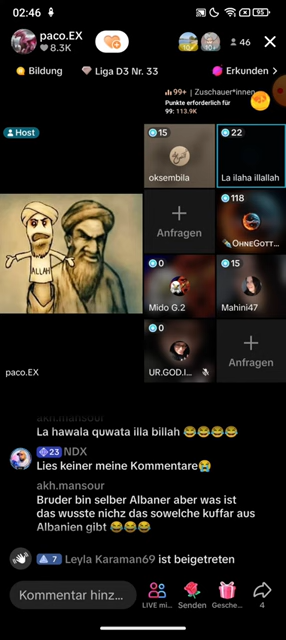 02:46
95
paco.EX
8.3K
10
10
46
Bildung
Liga D3 Nr. 33
Erkunden >
99+ | Zuschauer*innen
Punkte erforderlich für
99: 113.9K
Host
15
oksembila
22
La ilaha illallah
Anfragen
118
OHNEGOTT...
ALLAH
0
Mido G.2
15
Mahini47
0
UR.GOD.I...
Anfragen
paco.EX
akh.mansour
La hawala quwata illa billah 😂😂😂😂
23 NDX
Lies keiner meine Kommentare😭
akh.mansour
Bruder bin selber Albaner aber was ist
das wusste nichz das sowelche kuffar aus
Albanien gibt 😂😂😂
7 Leyla Karaman69 ist beigetreten
Kommentar hinz...
LIVE mi...
Senden
Gesche...
4